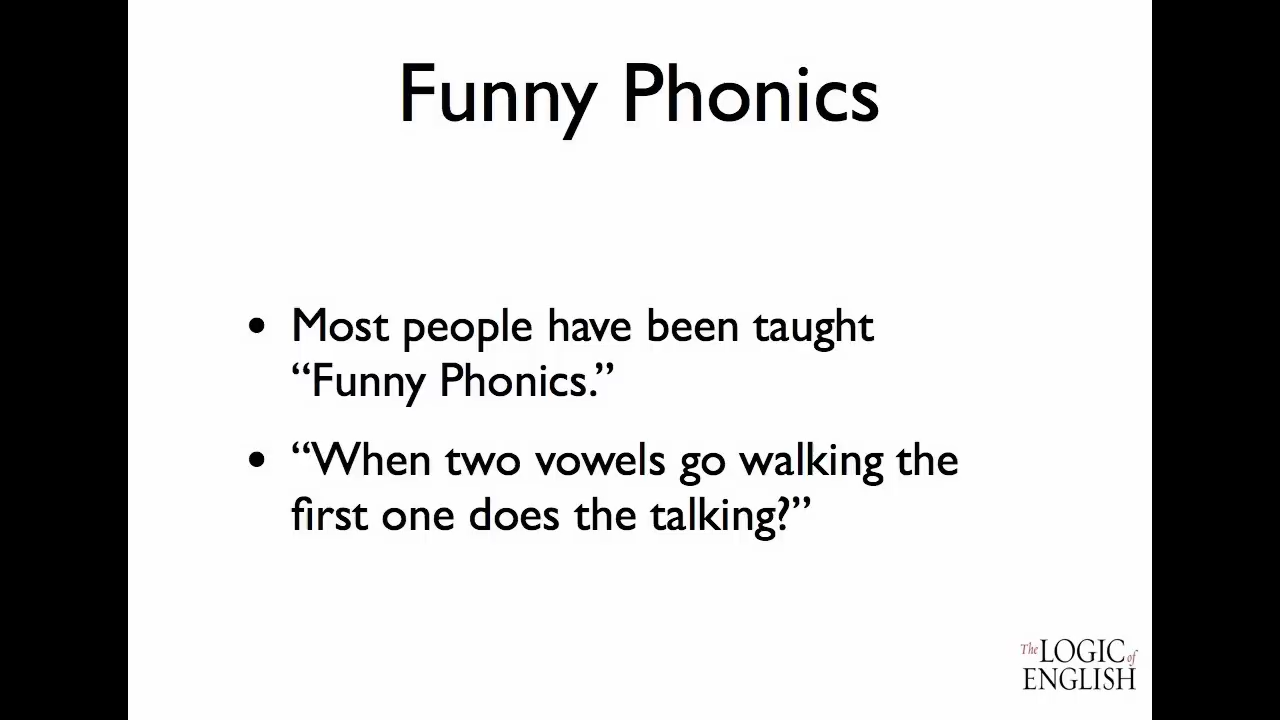 Funny Phonics
• Most people have been taught
“Funny Phonics.”
• “When two vowels go walking the
first one does the talking?”
The LOGIC of
ENGLISH